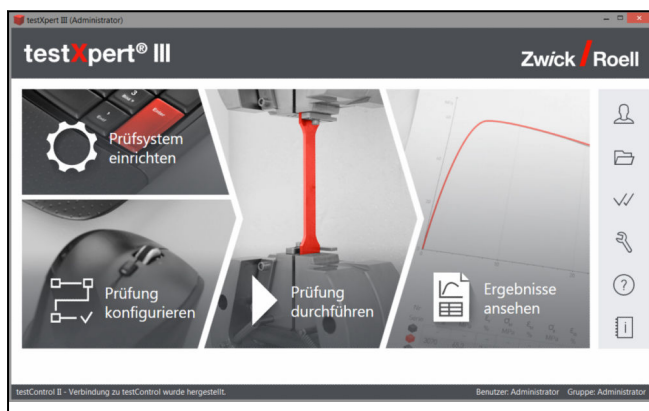 testXpert III (Administrator)
testXpert® III
Zwick / Roell
Prüfsystem
einrichten
Prüfung
konfigurieren
Prüfung
durchführen
Ergebnisse
ansehen
testControl II - Verbindung zu testControl wurde hergestellt.
Benutzer: Administrator Gruppe: Administrator